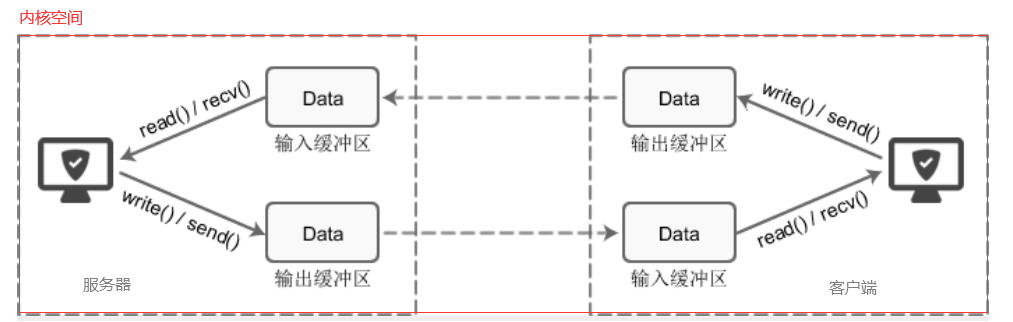 内核空间
read() / recv()
Data
输入缓冲区
Data
输出缓冲区
write() / send()
write() / send()
Data
输出缓冲区
Data
输入缓冲区
read() / recv()
服务器
客户端